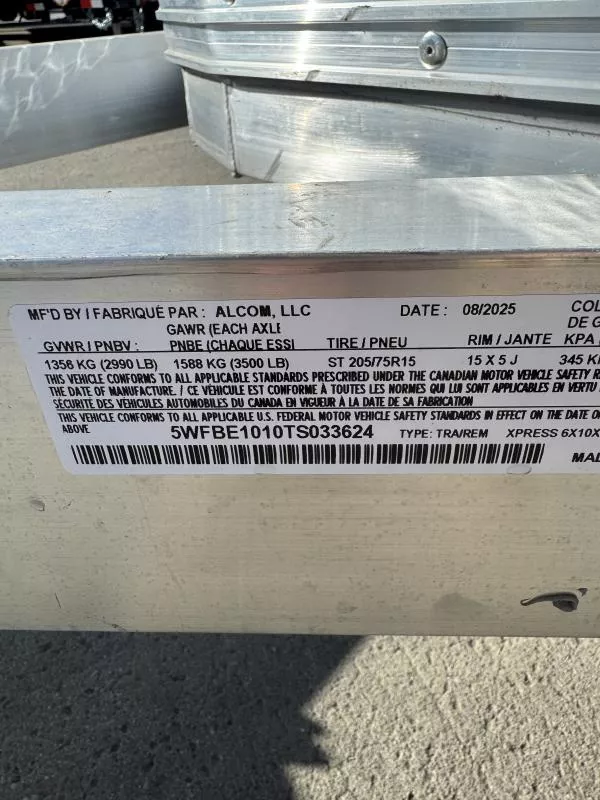 MF'D BY / FABRIQUÉ PAR : ALCOM, LLC DATE : 08/2025 COL
GAWR (EACH AXLE DE G
GVWR / PNBV : PNBE (CHAQUE ESSI TIRE / PNEU RIM / JANTE KPA
1356 KG (2990 LB) 1588 KG (3500 LB) ST 205/75R15 15 X 5 J 345 K
THIS VEHICLE CONFORMS TO ALL APPLICABLE STANDARDS PRESCRIBED UNDER THE CANADIAN MOTOR VEHICLE SAFETY
THE DATE OF MANUFACTURE. / CE VÉHICULE EST CONFORME À TOUTES LES NORMES QUI LUI SONT APPLICABLES EN VERTU
SÉCURITE DES VÉHICULES AUTOMOBILES DU CANADA EN VIGUEUR À LA DATE DE SA FABRICATION
THIS VEHICLE CONFORMS TO ALL APPLICABLE U.S. FEDERAL MOTOR VEHICLE SAFETY STANDARDS IN EFFECT ON THE DATE O
ABOVE 5WFBE1010TS033624 TYPE: TRA/REM XPRESS 6X10X
MAL